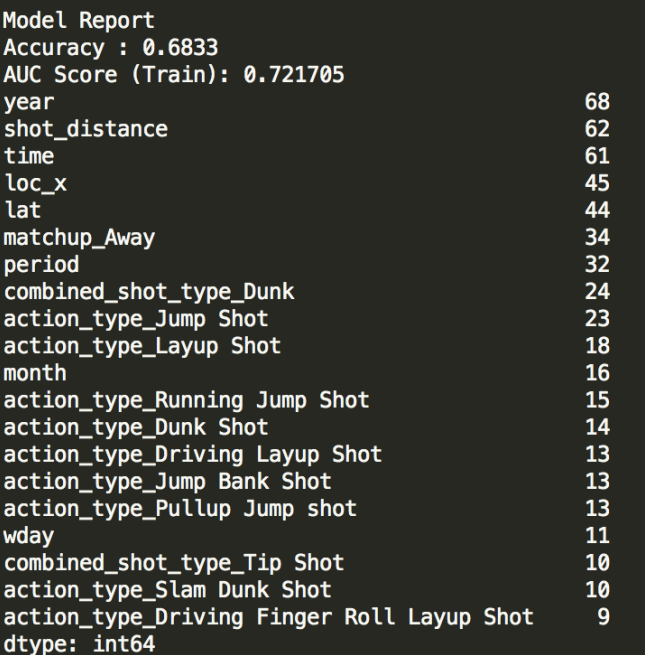 Model Report
Accuracy : 0.6833
AUC Score (Train): 0.721705
year 68
shot_distance 62
time 61
loc_x 45
lat 44
matchup_Away 34
period 32
combined_shot_type_Dunk 24
action_type_Jump Shot 23
action_type_Layup Shot 18
month 16
action_type_Running Jump Shot 15
action_type_Dunk Shot 14
action_type_Driving Layup Shot 13
action_type_Jump Bank Shot 13
action_type_Pullup Jump shot 13
wday 11
combined_shot_type_Tip Shot 10
action_type_Slam Dunk Shot 10
action_type_Driving Finger Roll Layup Shot 9
dtype: int64